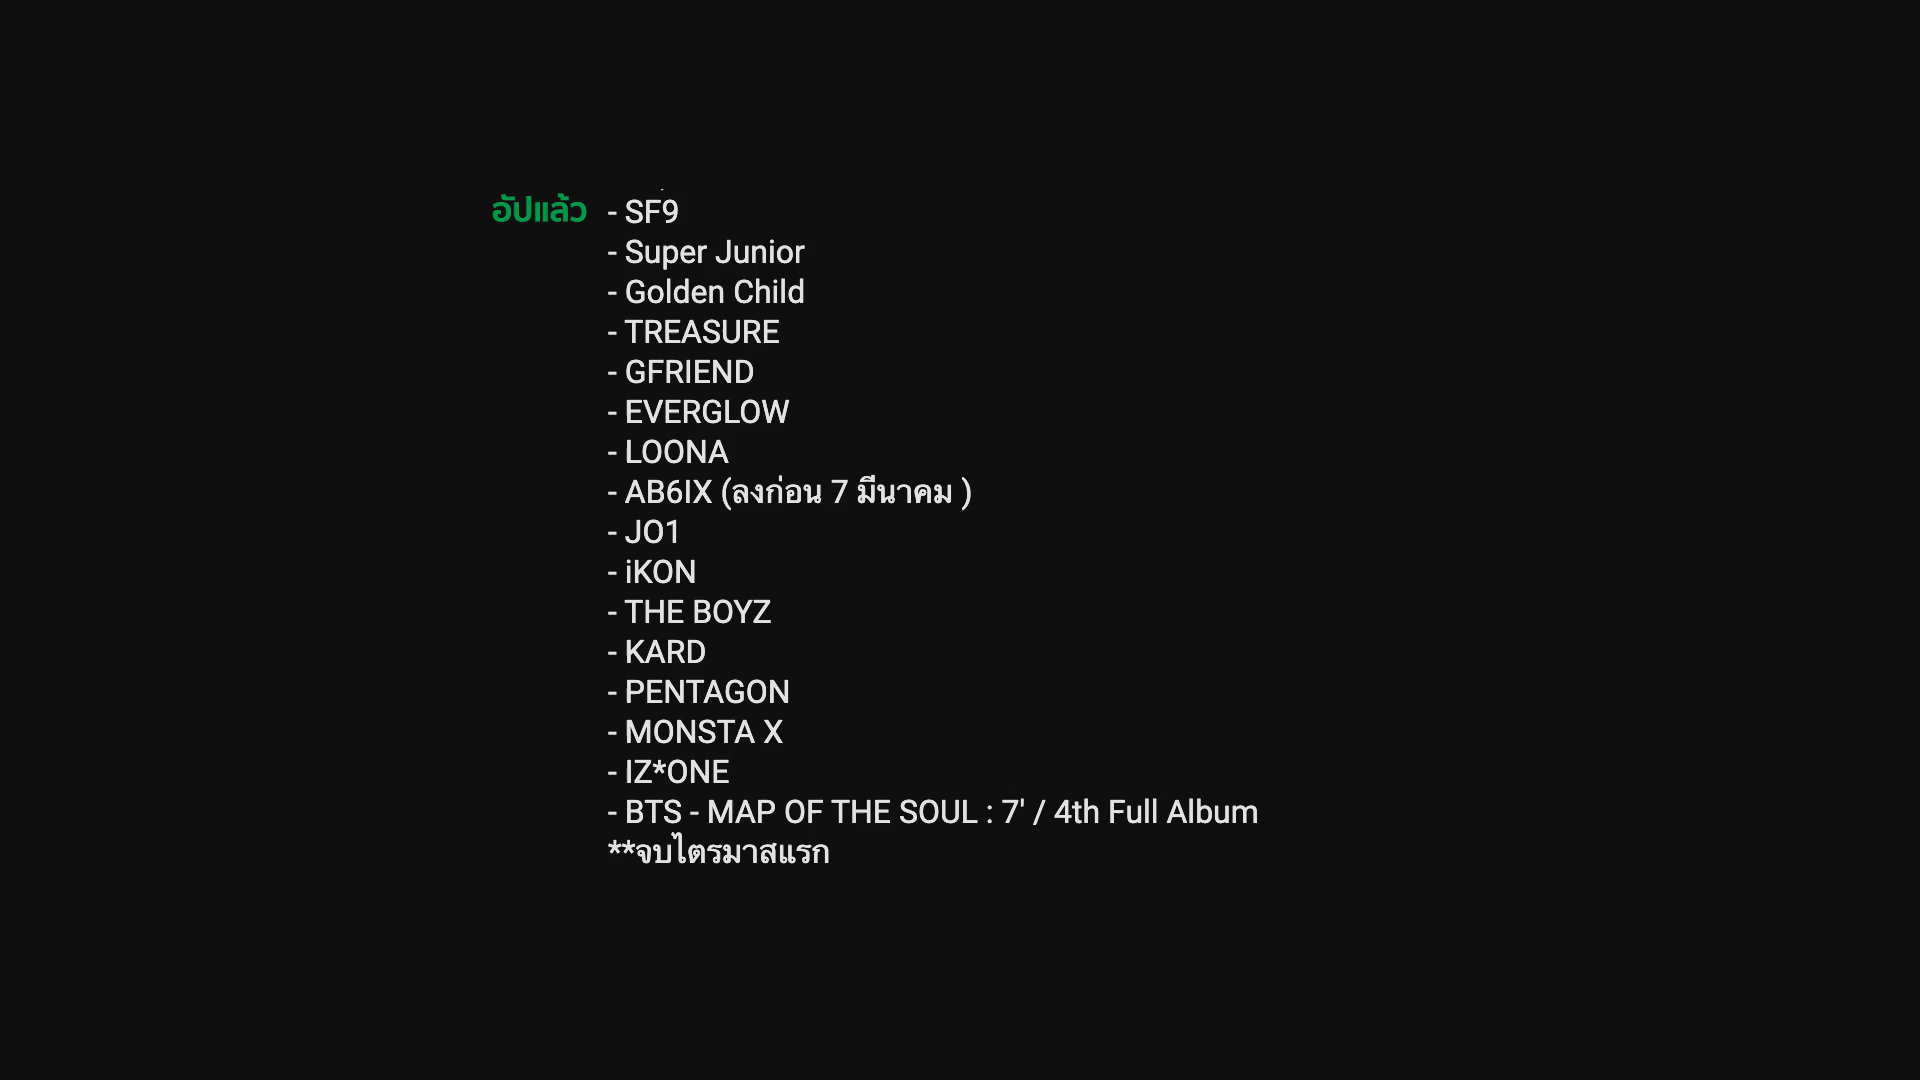 อัปแล้ว - SF9
- Super Junior
- Golden Child
- TREASURE
- GFRIEND
- EVERGLOW
- LOONA
- AB6IX (ลงก่อน 7 มีนาคม )
- JO1
- iKON
- THE BOYZ
- KARD
- PENTAGON
- MONSTA X
- IZ*ONE
- BTS - MAP OF THE SOUL : 7' / 4th Full Album
**จบไตรมาสแรก